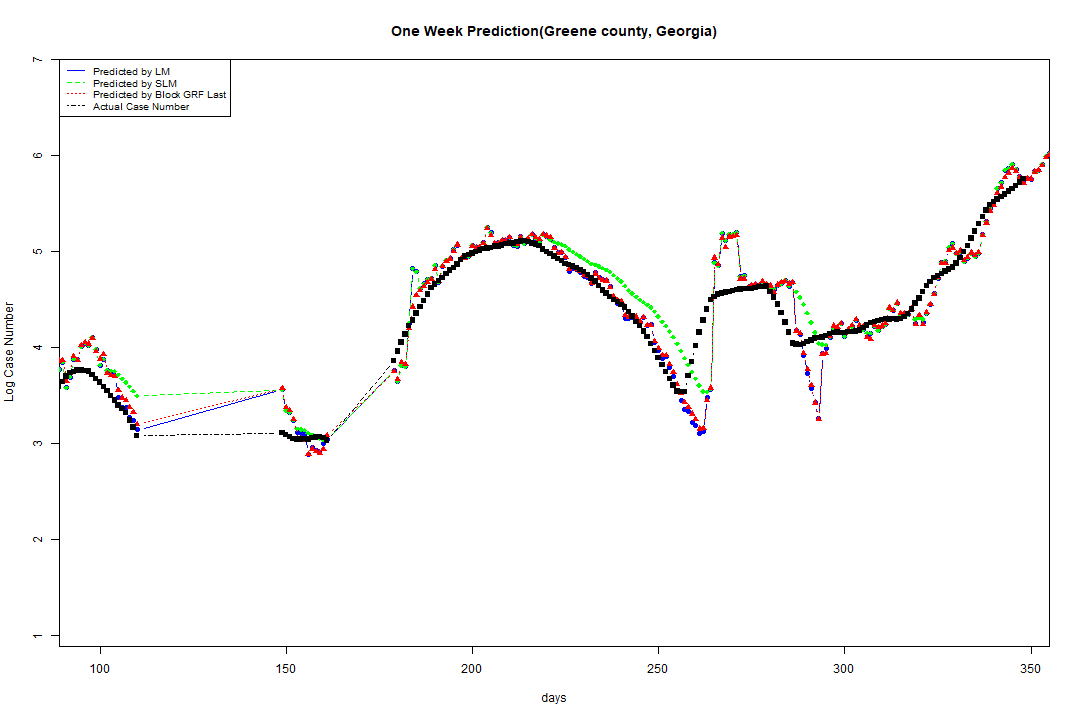 One Week Prediction(Greene county, Georgia)
7
Predicted by LM
Predicted by SLM
Predicted by Block GRF Last
Actual Case Number
6
5
4
3
2
1
Log Case Number
100 150 200 250 300 350
days